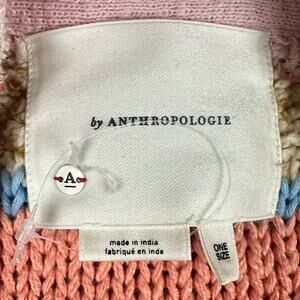 by ANTHROPOLOGIE
A
made in india
fabriqué en inde
ONE
SIZE